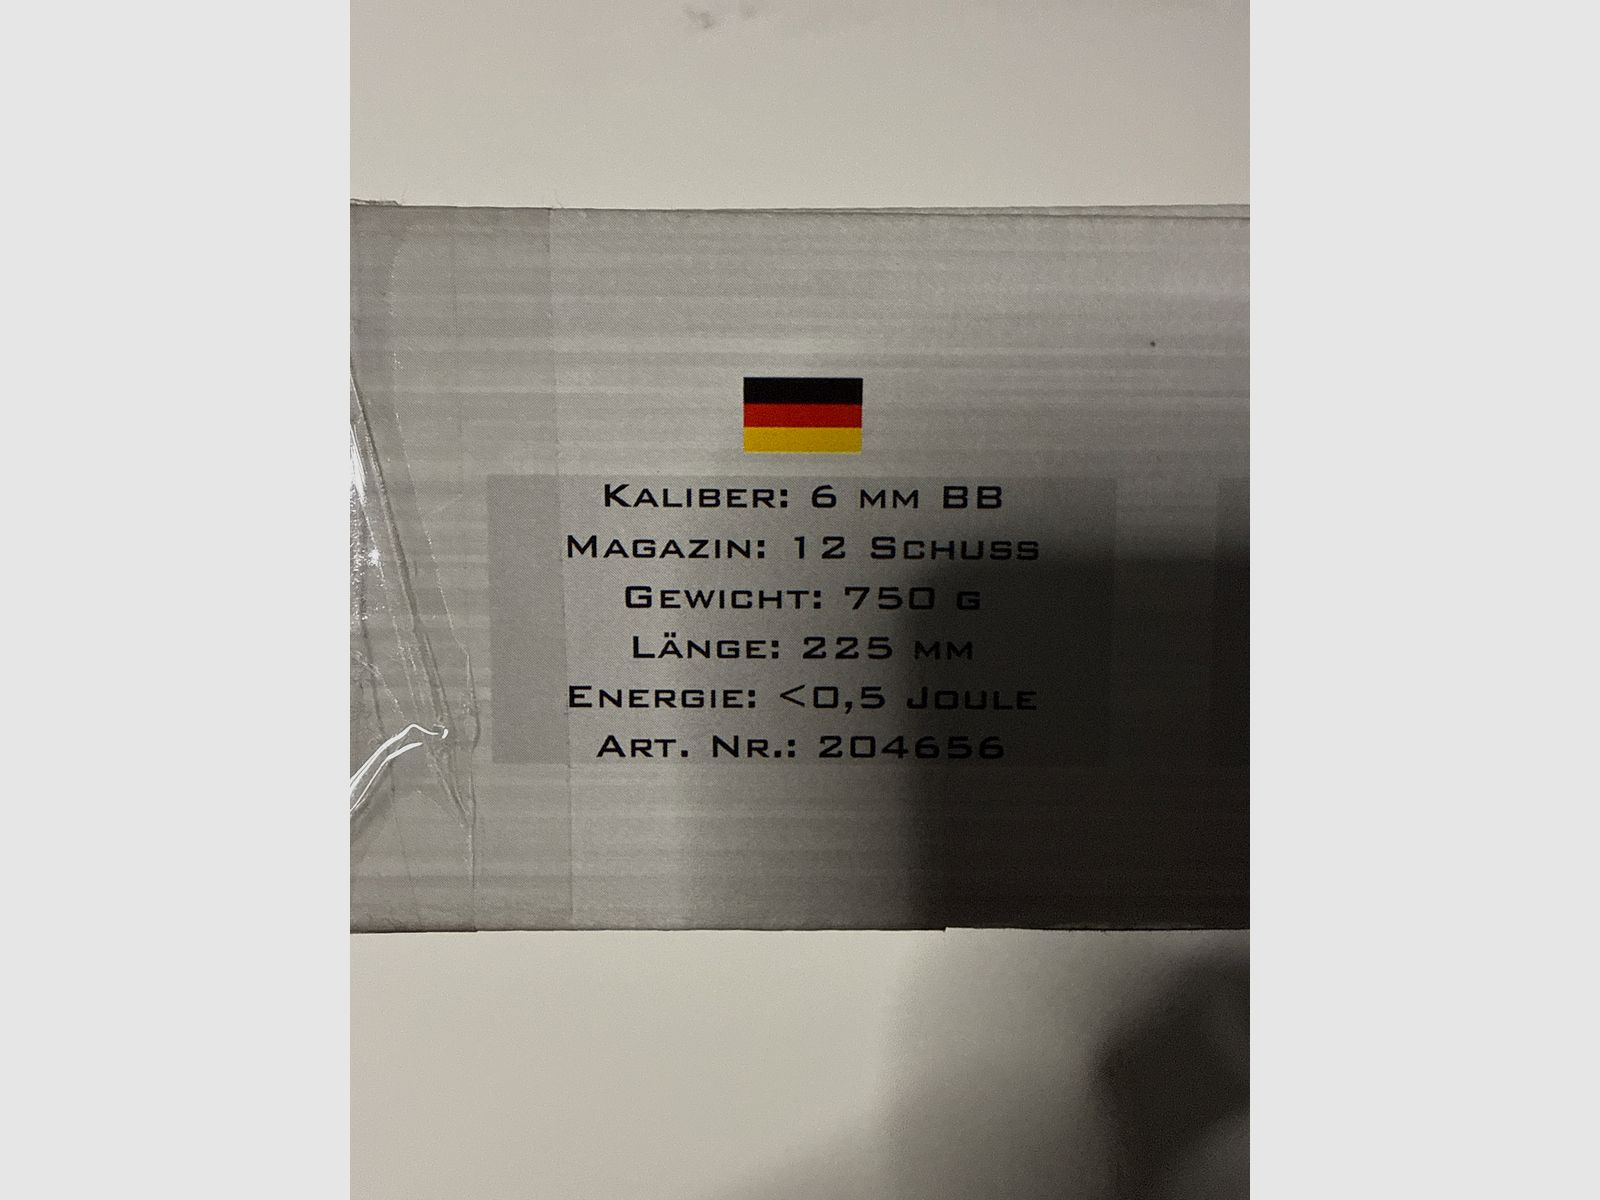 Kaliber: 6 mm BB
Magazin: 12 Schuss
Gewicht: 750 g
Länge: 225 mm
Energie: <0,5 Joule
Art. Nr.: 204656